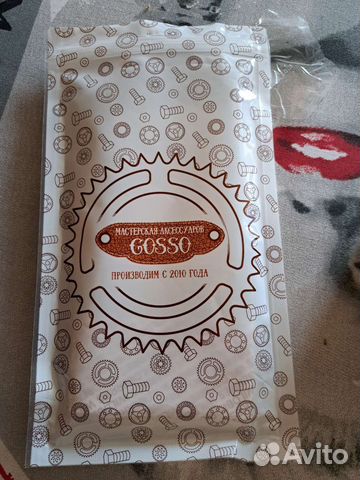 МАСТЕРСКАЯ АКСЕССУАРОВ
GOSSO
ПРОИЗВОДИМ С 2010 ГОДА
Avito